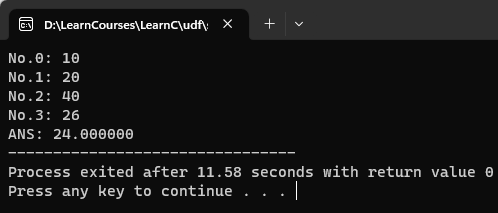 D:\LearnCourses\LearnC\udf\
No.0: 10
No.1: 20
No.2: 40
No.3: 26
ANS: 24.000000
--------------------------------
Process exited after 11.58 seconds with return value 0
Press any key to continue . . .